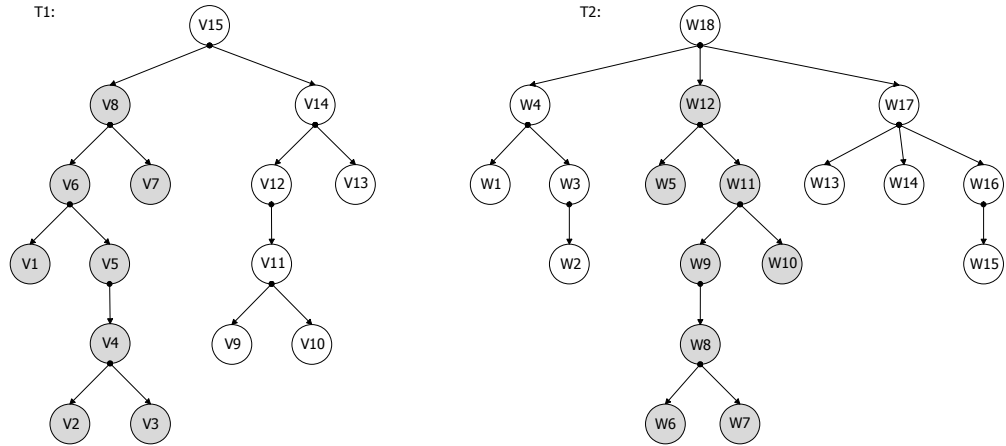 T1: V15 T2: W18
V8 V14 W4 W12 W17
V6 V7 V12 V13 W1 W3 W5 W11 W13 W14 W16
V1 V5 V11 W2 W9 W10 W15
V4 V9 V10 W8
V2 V3 W6 W7